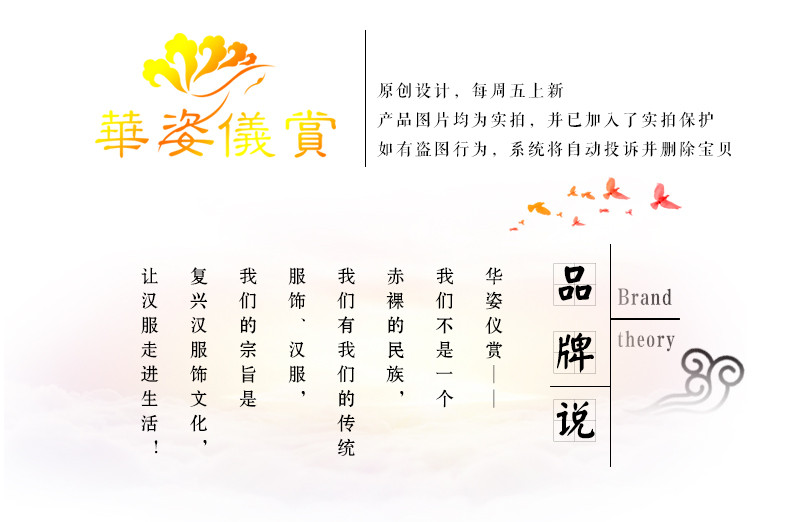 華姿儀賞
原创设计，每周五上新
产品图片均为实拍，并已加入了实拍保护
如有盗图行为，系统将自动投诉并删除宝贝
品牌说
Brand
theory
华姿仪赏——
我们不是一个
赤裸的民族，
我们有我们的传统
服饰、汉服，
我们的宗旨是
复兴汉服饰文化，
让汉服走进生活！